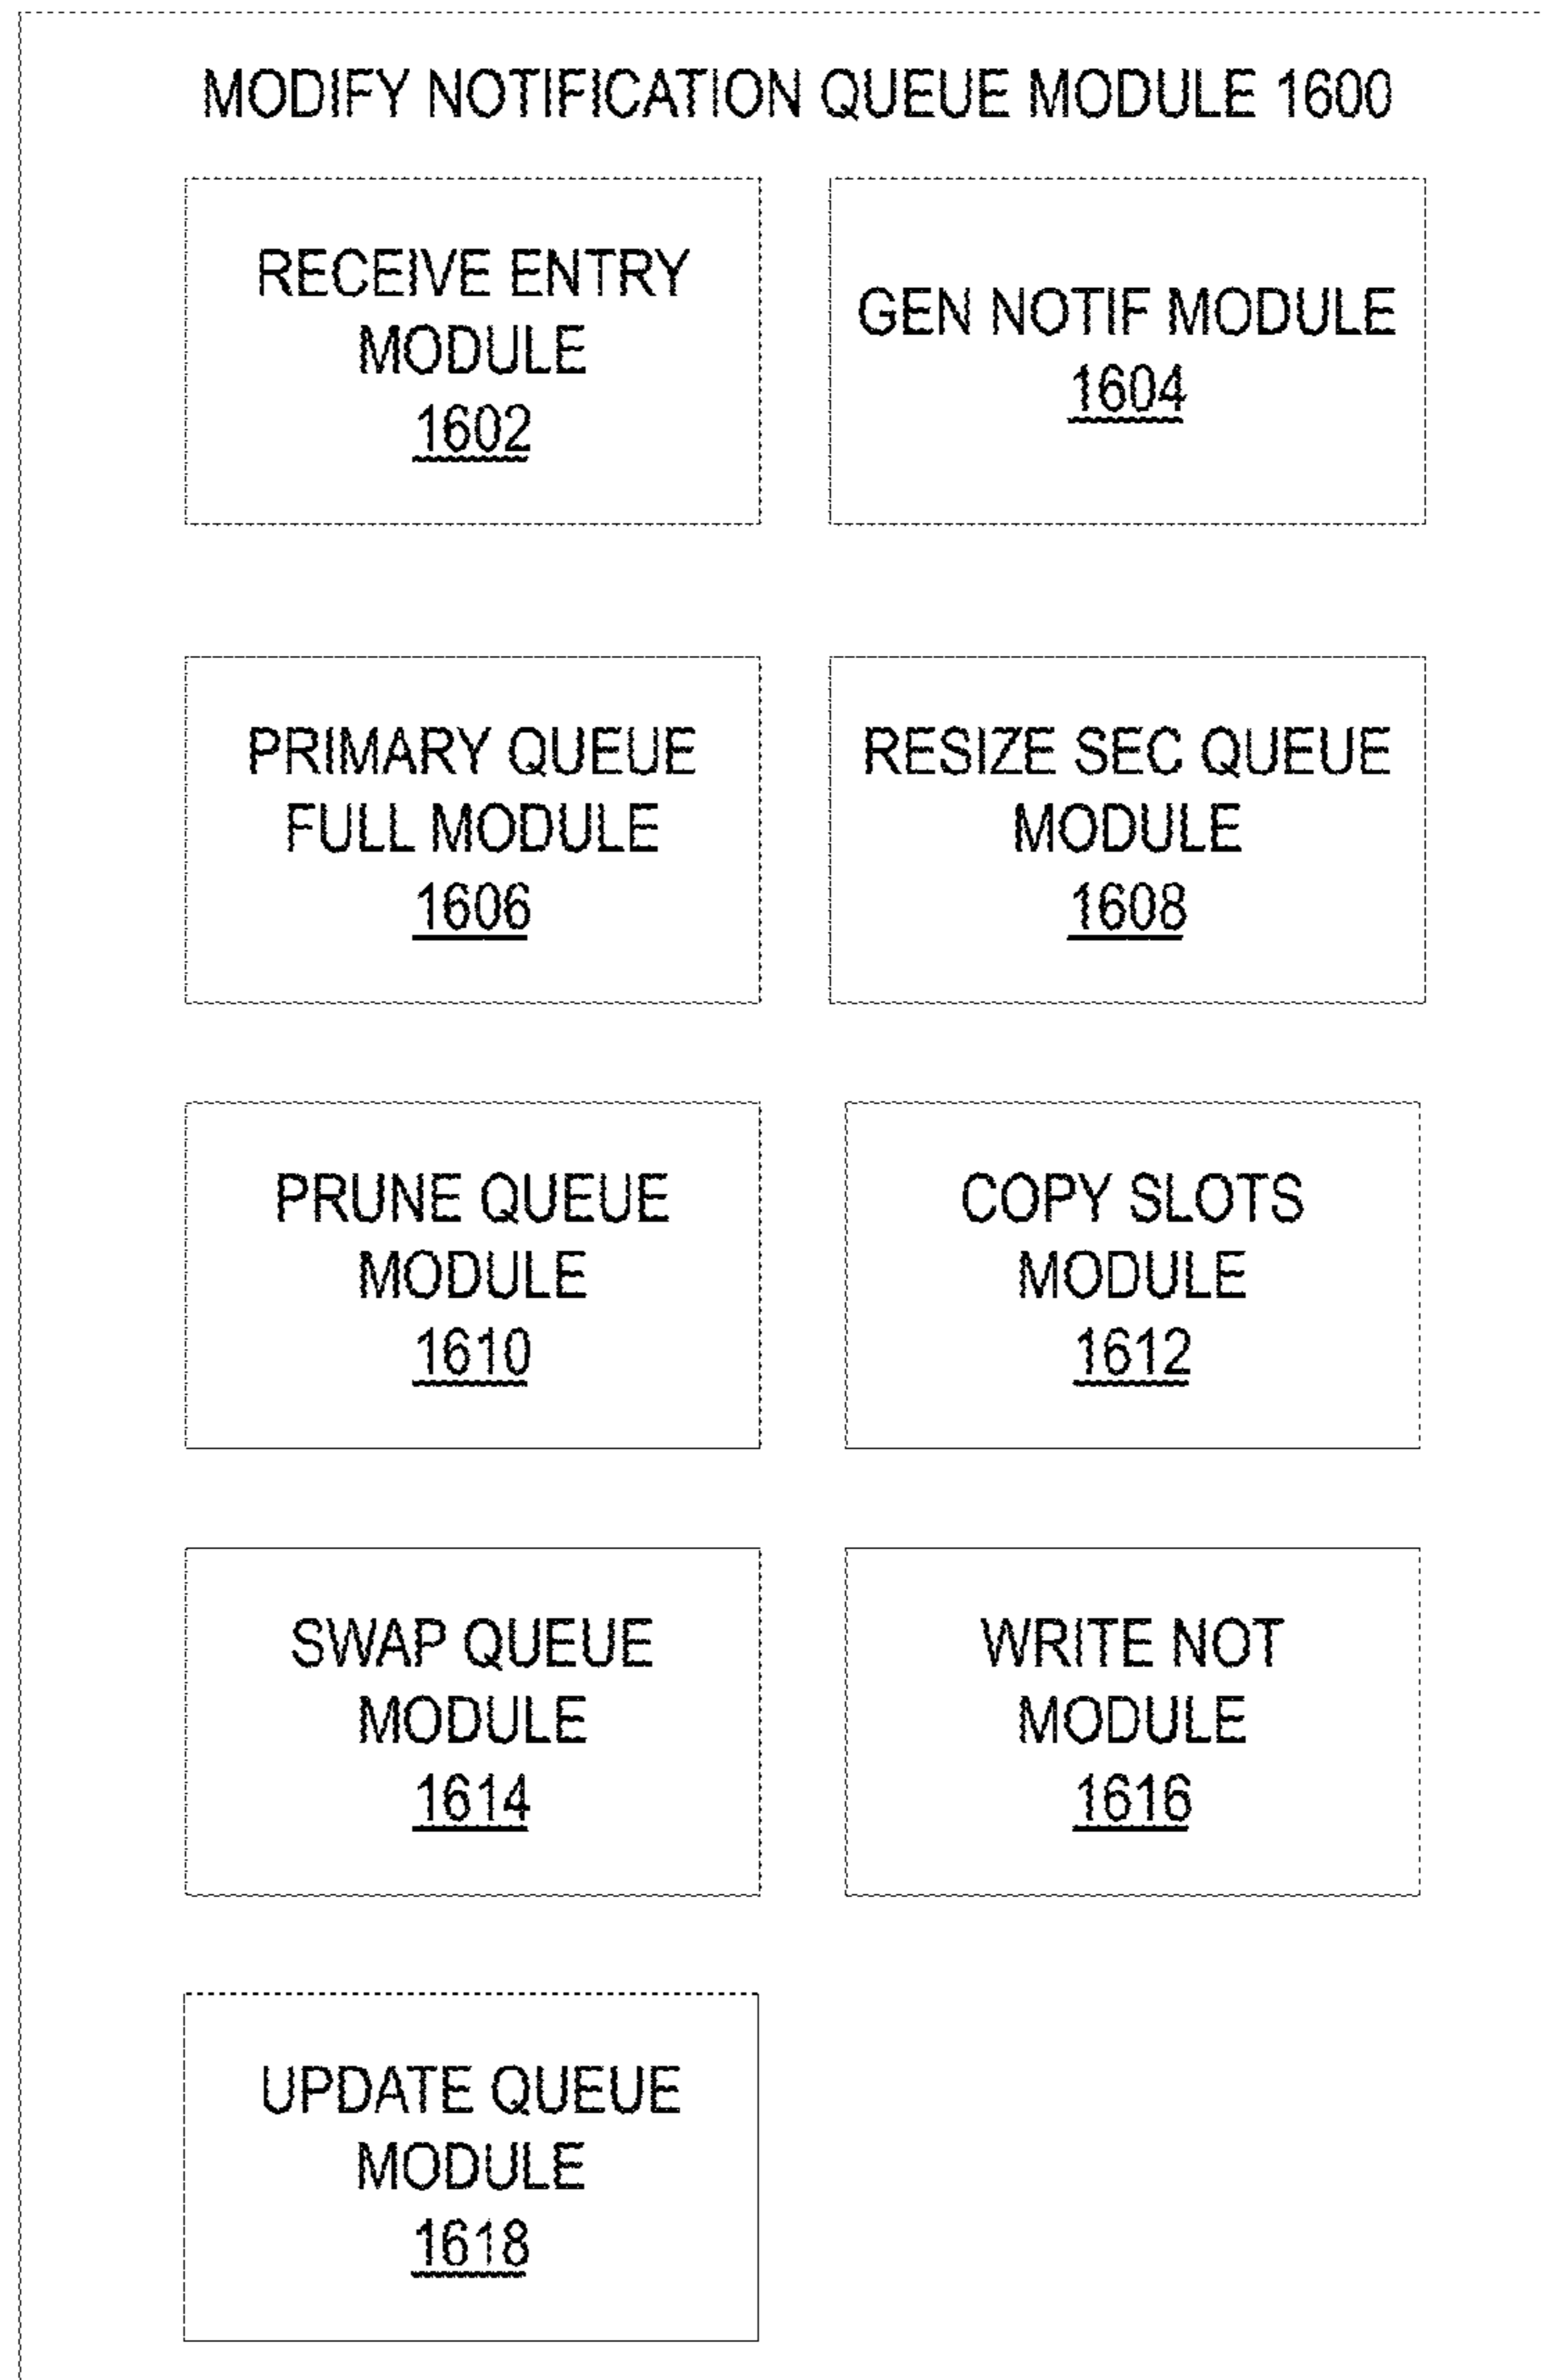 MODIFY NOTIFICATION QUEUE MODULE 1600
RECEIVE ENTRY
MODULE
1602
GEN NOTIF MODULE
1604
PRIMARY QUEUE
FULL MODULE
1606
RESIZE SEC QUEUE
MODULE
1608
PRUNE QUEUE
MODULE
1610
COPY SLOTS
MODULE
1612
SWAP QUEUE
MODULE
1614
WRITE NOT
MODULE
1616
UPDATE QUEUE
MODULE
1618